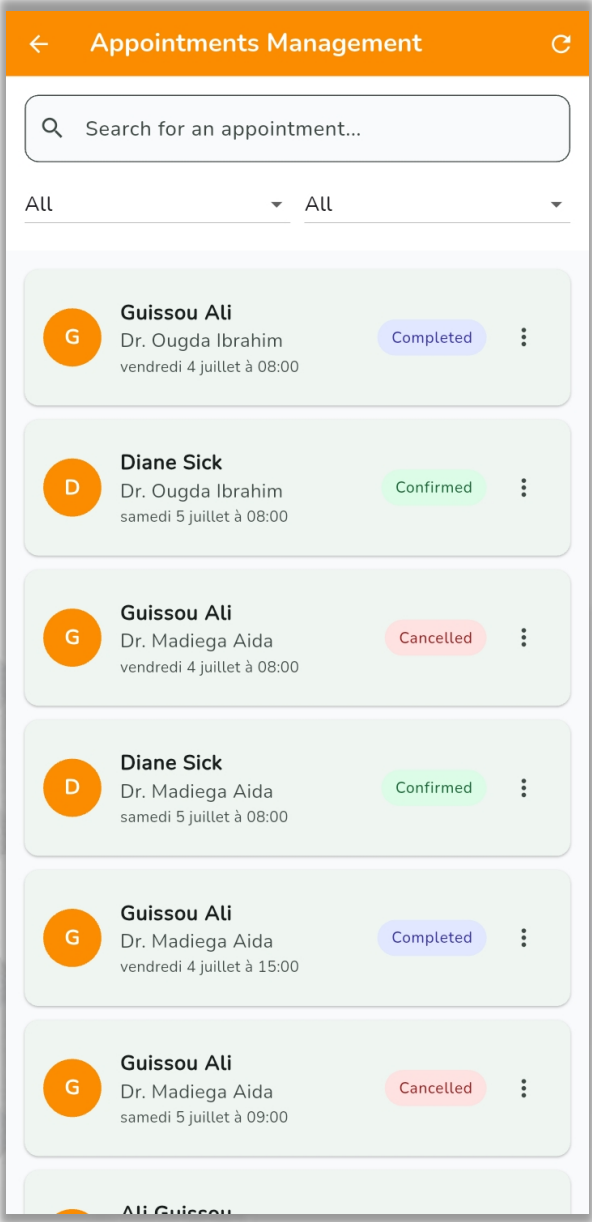 Appointments Management
Search for an appointment...
All
All
G
Guissou Ali
Dr. Ougda Ibrahim
vendredi 4 juillet à 08:00
Completed
D
Diane Sick
Dr. Ougda Ibrahim
samedi 5 juillet à 08:00
Confirmed
G
Guissou Ali
Dr. Madiega Aida
vendredi 4 juillet à 08:00
Cancelled
D
Diane Sick
Dr. Madiega Aida
samedi 5 juillet à 08:00
Confirmed
G
Guissou Ali
Dr. Madiega Aida
vendredi 4 juillet à 15:00
Completed
G
Guissou Ali
Dr. Madiega Aida
samedi 5 juillet à 09:00
Cancelled
Ali Guissou